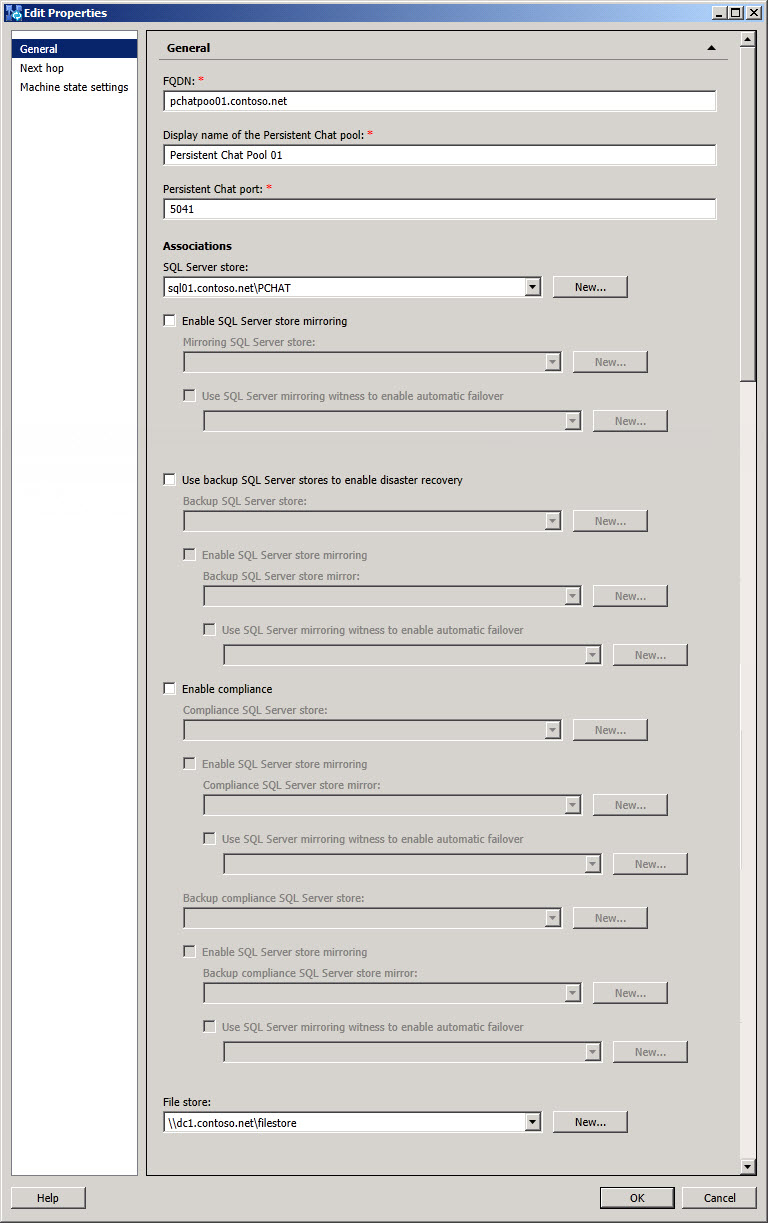 Edit Properties
General
Next hop
Machine state settings
General
FQDN: *
pchatpoo01.contoso.net
Display name of the Persistent Chat pool: *
Persistent Chat Pool 01
Persistent Chat port: *
5041
Associations
SQL Server store:
sql01.contoso.net\PCHAT New...
Enable SQL Server store mirroring
Mirroring SQL Server store:
New...
Use SQL Server mirroring witness to enable automatic failover
New...
Use backup SQL Server stores to enable disaster recovery
Backup SQL Server store:
New...
Enable SQL Server store mirroring
Backup SQL Server store mirror:
New...
Use SQL Server mirroring witness to enable automatic failover
New...
Enable compliance
Compliance SQL Server store:
New...
Enable SQL Server store mirroring
Compliance SQL Server store mirror:
New...
Use SQL Server mirroring witness to enable automatic failover
New...
Backup compliance SQL Server store:
New...
Enable SQL Server store mirroring
Backup compliance SQL Server store mirror:
New...
Use SQL Server mirroring witness to enable automatic failover
New...
File store:
\\dc1.contoso.net\filestore New...
Help OK Cancel